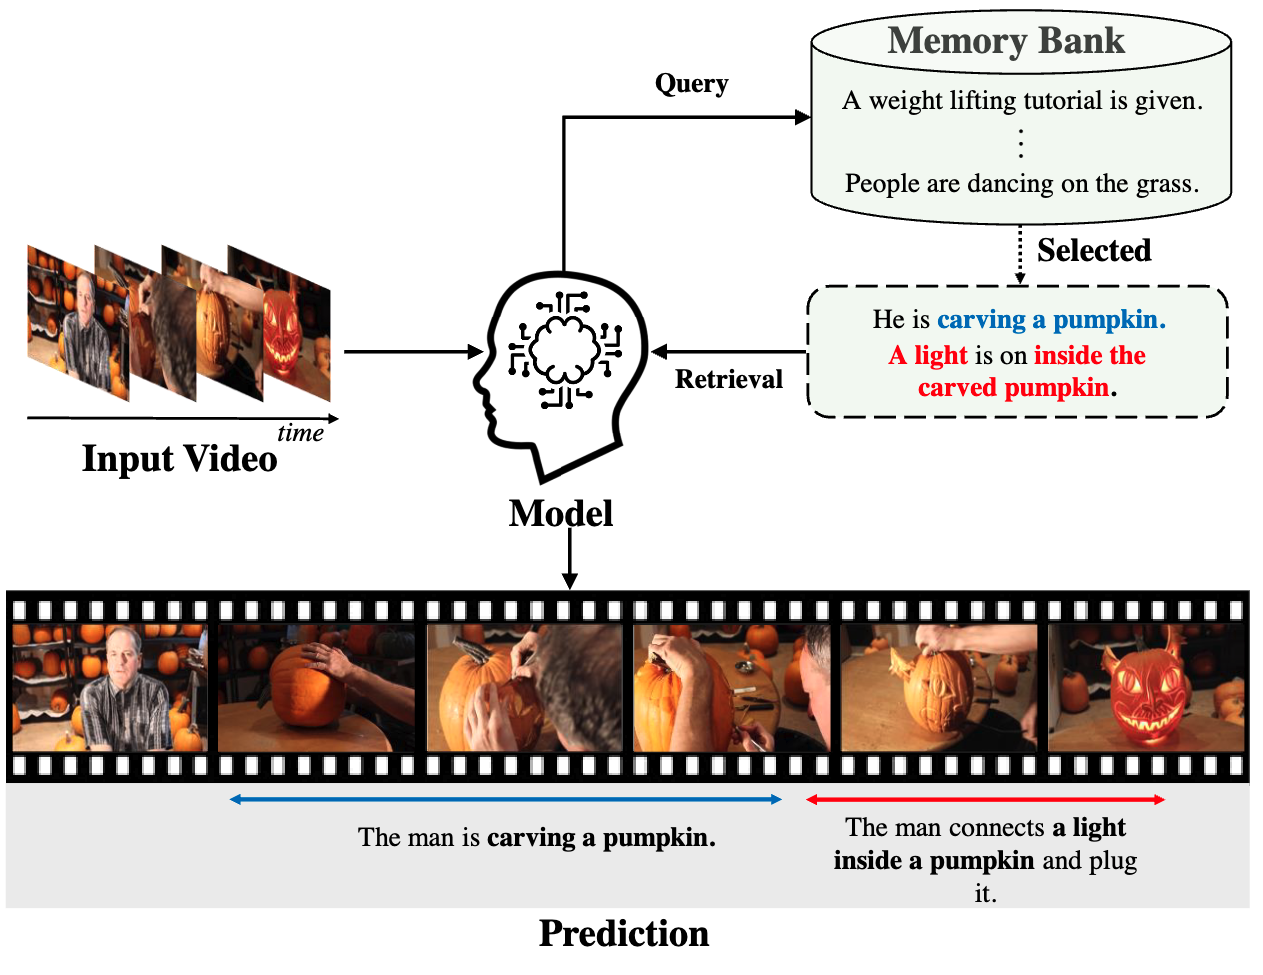 Memory Bank
Query
A weight lifting tutorial is given.
People are dancing on the grass.
Selected
He is carving a pumpkin.
A light is on inside the
carved pumpkin.
Retrieval
time
Input Video
Model
The man is carving a pumpkin.
The man connects a light
inside a pumpkin and plug
it.
Prediction